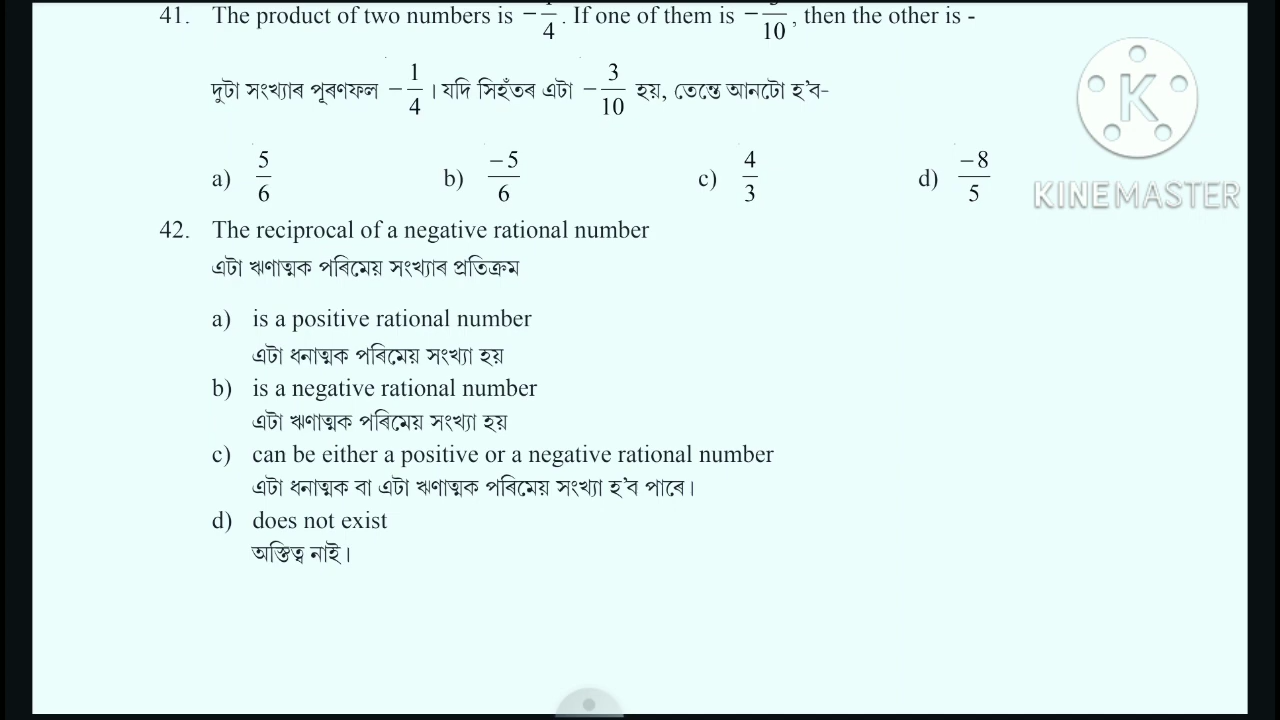 41. The product of two numbers is −1/4. If one of them is −3/10, then the other is -
দুটা সংখ্যাৰ পূৰণফল −1/4। যদি সিহঁতৰ এটা −3/10 হয়, তেন্তে আনটো হ’ব-
a) 5/6 b) −5/6 c) 4/3 d) −8/5
KINEMASTER
42. The reciprocal of a negative rational number
এটা ঋণাত্মক পৰিমেয় সংখ্যাৰ প্ৰতিক্ৰম
a) is a positive rational number
এটা ধনাত্মক পৰিমেয় সংখ্যা হয়
b) is a negative rational number
এটা ঋণাত্মক পৰিমেয় সংখ্যা হয়
c) can be either a positive or a negative rational number
এটা ধনাত্মক বা এটা ঋণাত্মক পৰিমেয় সংখ্যা হ’ব পাৰে।
d) does not exist
অস্তিত্ব নাই।